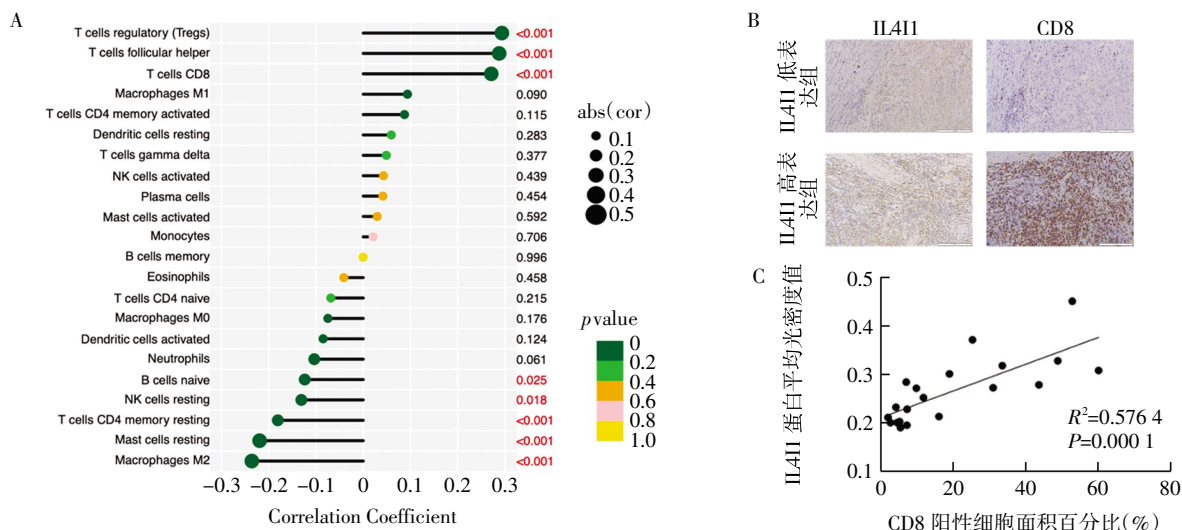 A
T cells regulatory (Tregs) <0.001
T cells follicular helper <0.001
T cells CD8 <0.001
Macrophages M1 0.090
T cells CD4 memory activated 0.115
Dendritic cells resting 0.283
T cells gamma delta 0.377
NK cells activated 0.439
Plasma cells 0.454
Mast cells activated 0.592
Monocytes 0.706
B cells memory 0.996
Eosinophils 0.458
T cells CD4 naive 0.215
Macrophages M0 0.176
Dendritic cells activated 0.124
Neutrophils 0.061
B cells naive 0.025
NK cells resting 0.018
T cells CD4 memory resting <0.001
Mast cells resting <0.001
Macrophages M2 <0.001
−0.3 −0.2 −0.1 0 0.1 0.2 0.3
Correlation Coefficient
abs(cor)
0.1
0.2
0.3
0.4
0.5
p value
0
0.2
0.4
0.6
0.8
1.0
B
IL4I1 CD8
IL4I1 低表
达组
IL4I1 高表
达组
C
IL4I1 蛋白平均光密度值
0.5
0.4
0.3
0.2
0.1
R²=0.576 4
P=0.000 1
0 20 40 60 80
CD8 阳性细胞面积百分比(%)